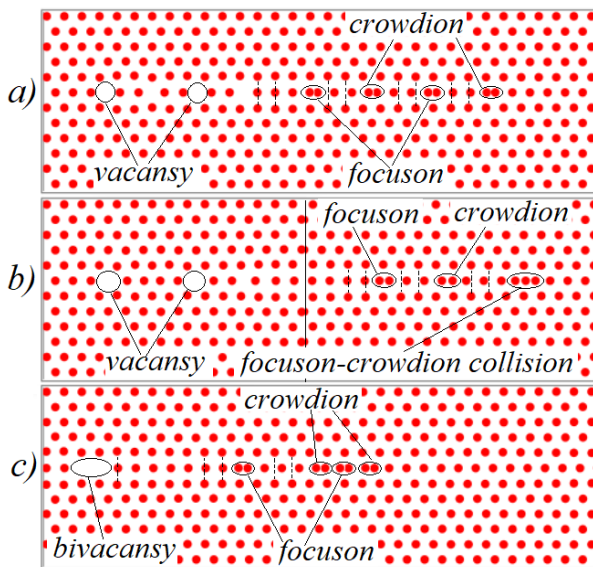 crowdion
a)
vacansy
focuson
focuson
crowdion
b)
vacansy
focuson-crowdion collision
crowdion
c)
bivacansy
focuson